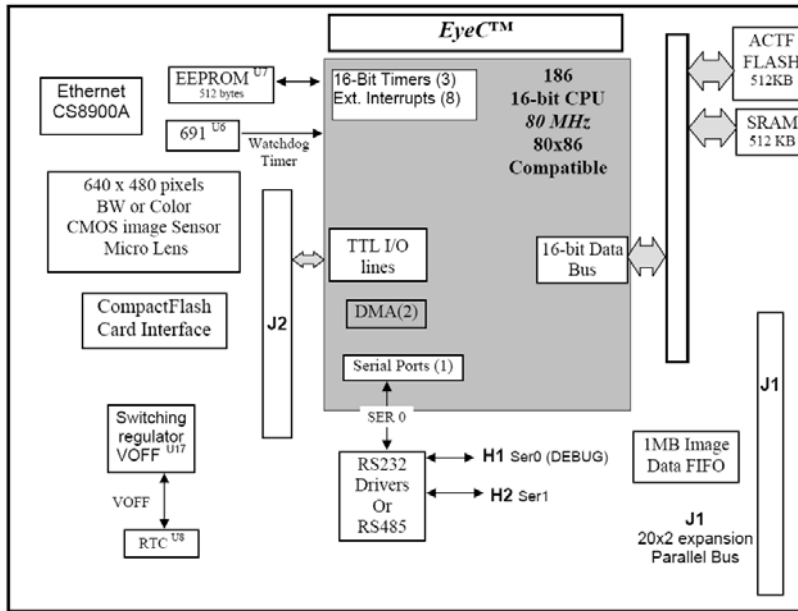 EyeC™
Ethernet
CS8900A
EEPROM U7
512 bytes
691 U6
Watchdog
Timer
16-Bit Timers (3)
Ext. Interrupts (8)
186
16-bit CPU
80 MHz
80x86
Compatible
ACTF
FLASH
512KB
SRAM
512 KB
640 x 480 pixels
BW or Color
CMOS image Sensor
Micro Lens
J2
TTL I/O
lines
16-bit Data
Bus
CompactFlash
Card Interface
DMA(2)
Serial Ports (1)
SER 0
J1
Switching
regulator
VOFF U17
VOFF
RTC U8
RS232
Drivers
Or
RS485
H1 Ser0 (DEBUG)
H2 Ser1
1MB Image
Data FIFO
J1
20x2 expansion
Parallel Bus